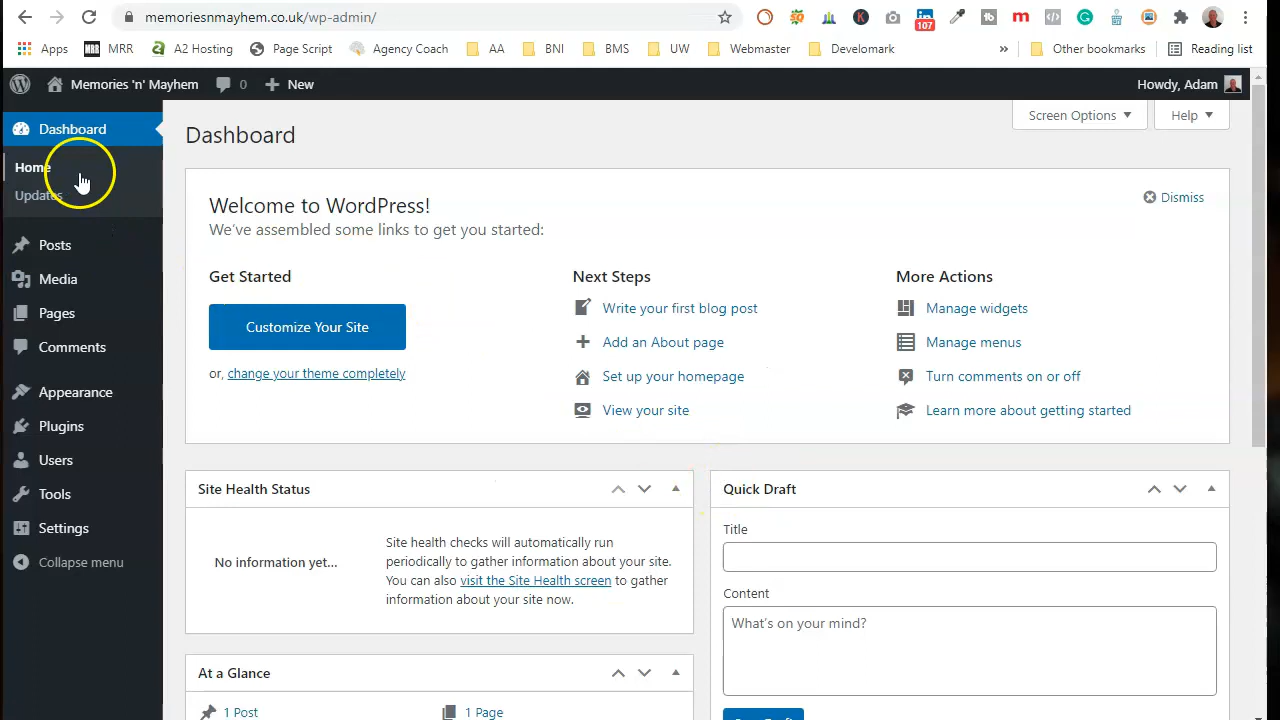 memoriesnmayhem.co.uk/wp-admin/
107
Apps MRR A2 Hosting Page Script Agency Coach AA BNI BMS UW Webmaster Devemark » Other bookmarks Reading list
Memories 'n' Mayhem 0 New Howdy, Adam
Dashboard
Home
Updates
Posts
Media
Pages
Comments
Appearance
Plugins
Users
Tools
Settings
Collapse menu
Screen Options Help
Dashboard
Welcome to WordPress!
We've assembled some links to get you started:
Dismiss
Get Started
Customize Your Site
or, change your theme completely
Next Steps
Write your first blog post
Add an About page
Set up your homepage
View your site
More Actions
Manage widgets
Manage menus
Turn comments on or off
Learn more about getting started
Site Health Status
No information yet...
Site health checks will automatically run
periodically to gather information about your site.
You can also visit the Site Health screen to gather
information about your site now.
At a Glance
1 Post 1 Page
Quick Draft
Title
Content
What's on your mind?